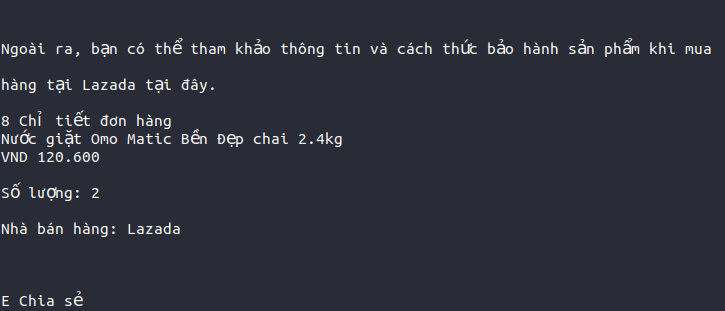 Ngoài ra, bạn có thể tham khảo thông tin và cách thức bảo hành sản phẩm khi mua
hàng tại Lazada tại đây.
8 Chỉ tiết đơn hàng
Nước giặt Omo Matic Bền Đẹp chai 2.4kg
VND 120.600
Số lượng: 2
Nhà bán hàng: Lazada
E Chia sẻ